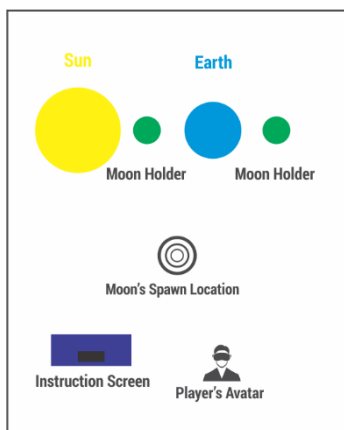 Sun
Earth
Moon Holder
Moon Holder
Moon's Spawn Location
Instruction Screen
Player's Avatar